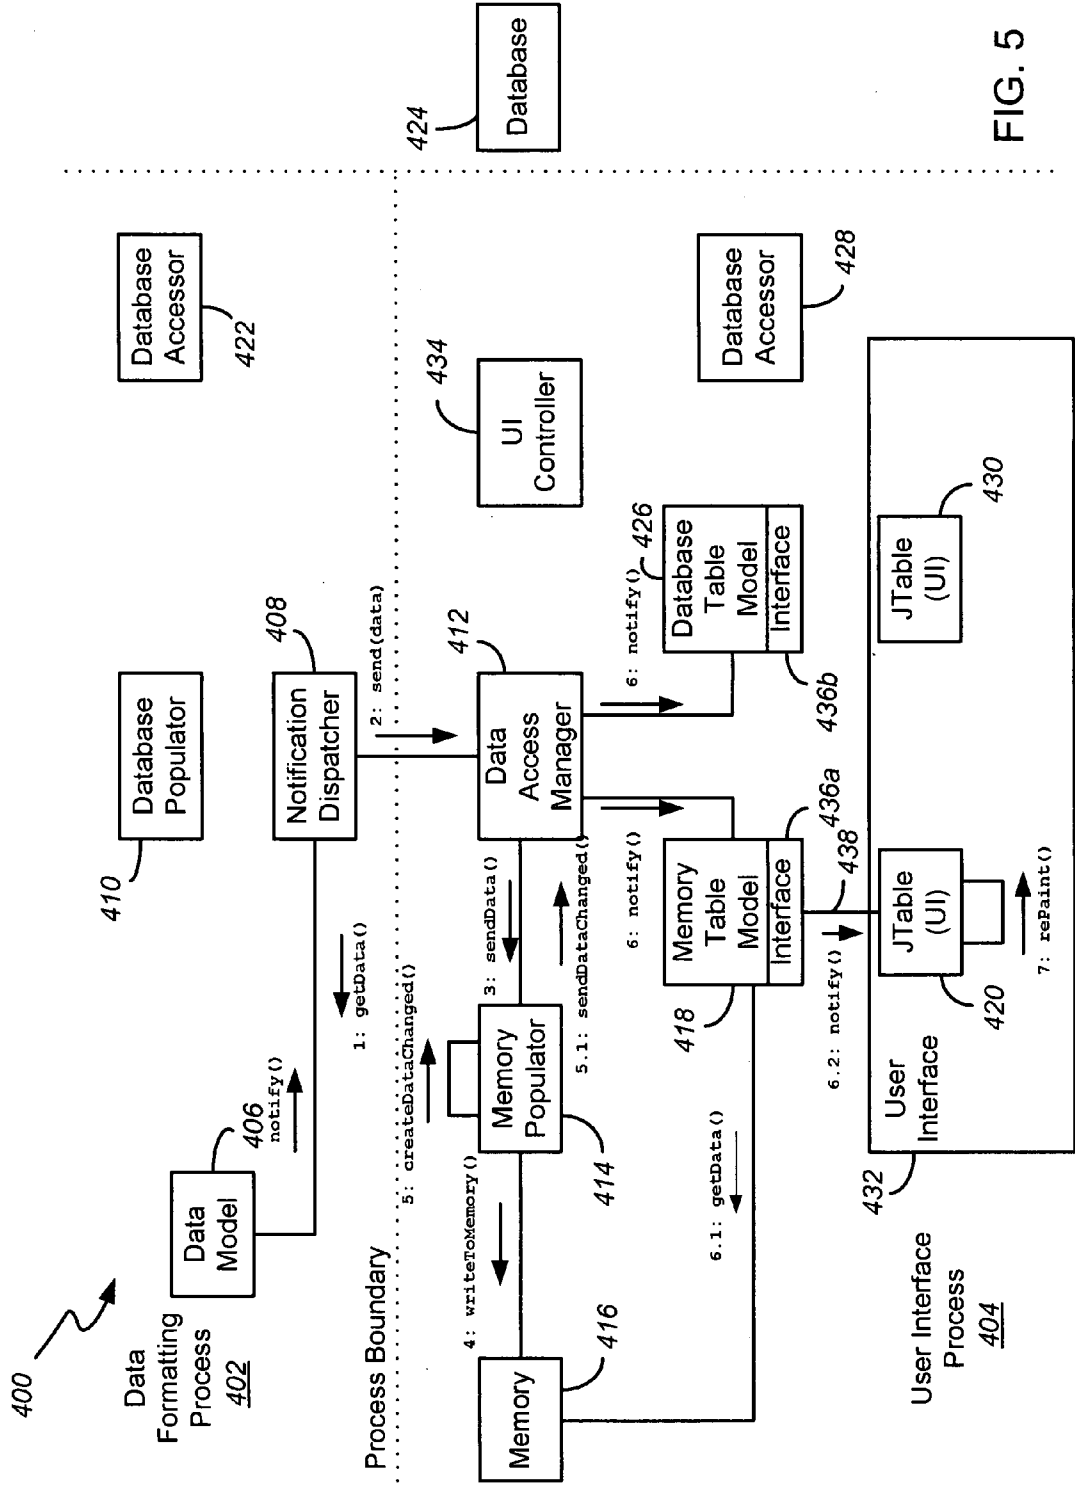 400
Data
Formatting
Process
402
Data
Model
406
notify()
1: getData()
Database
Populator
410
Notification
Dispatcher
408
Database
Accessor
422
2: send(data)
Process Boundary
5: createDataChanged()
4: writeToMemory()
Memory
416
Memory
Populator
414
3: sendData()
5.1: sendDataChanged()
Data
Access
Manager
412
UI
Controller
434
Database
424
6: notify()
6: notify()
Memory
Table
Model
Interface
418
436a
Database
Table
Model
Interface
426
436b
Database
Accessor
428
6.1: getData()
6.2: notify()
438
User
Interface
432
JTable
(UI)
420
7: rePaint()
JTable
(UI)
430
User Interface
Process
404
FIG. 5